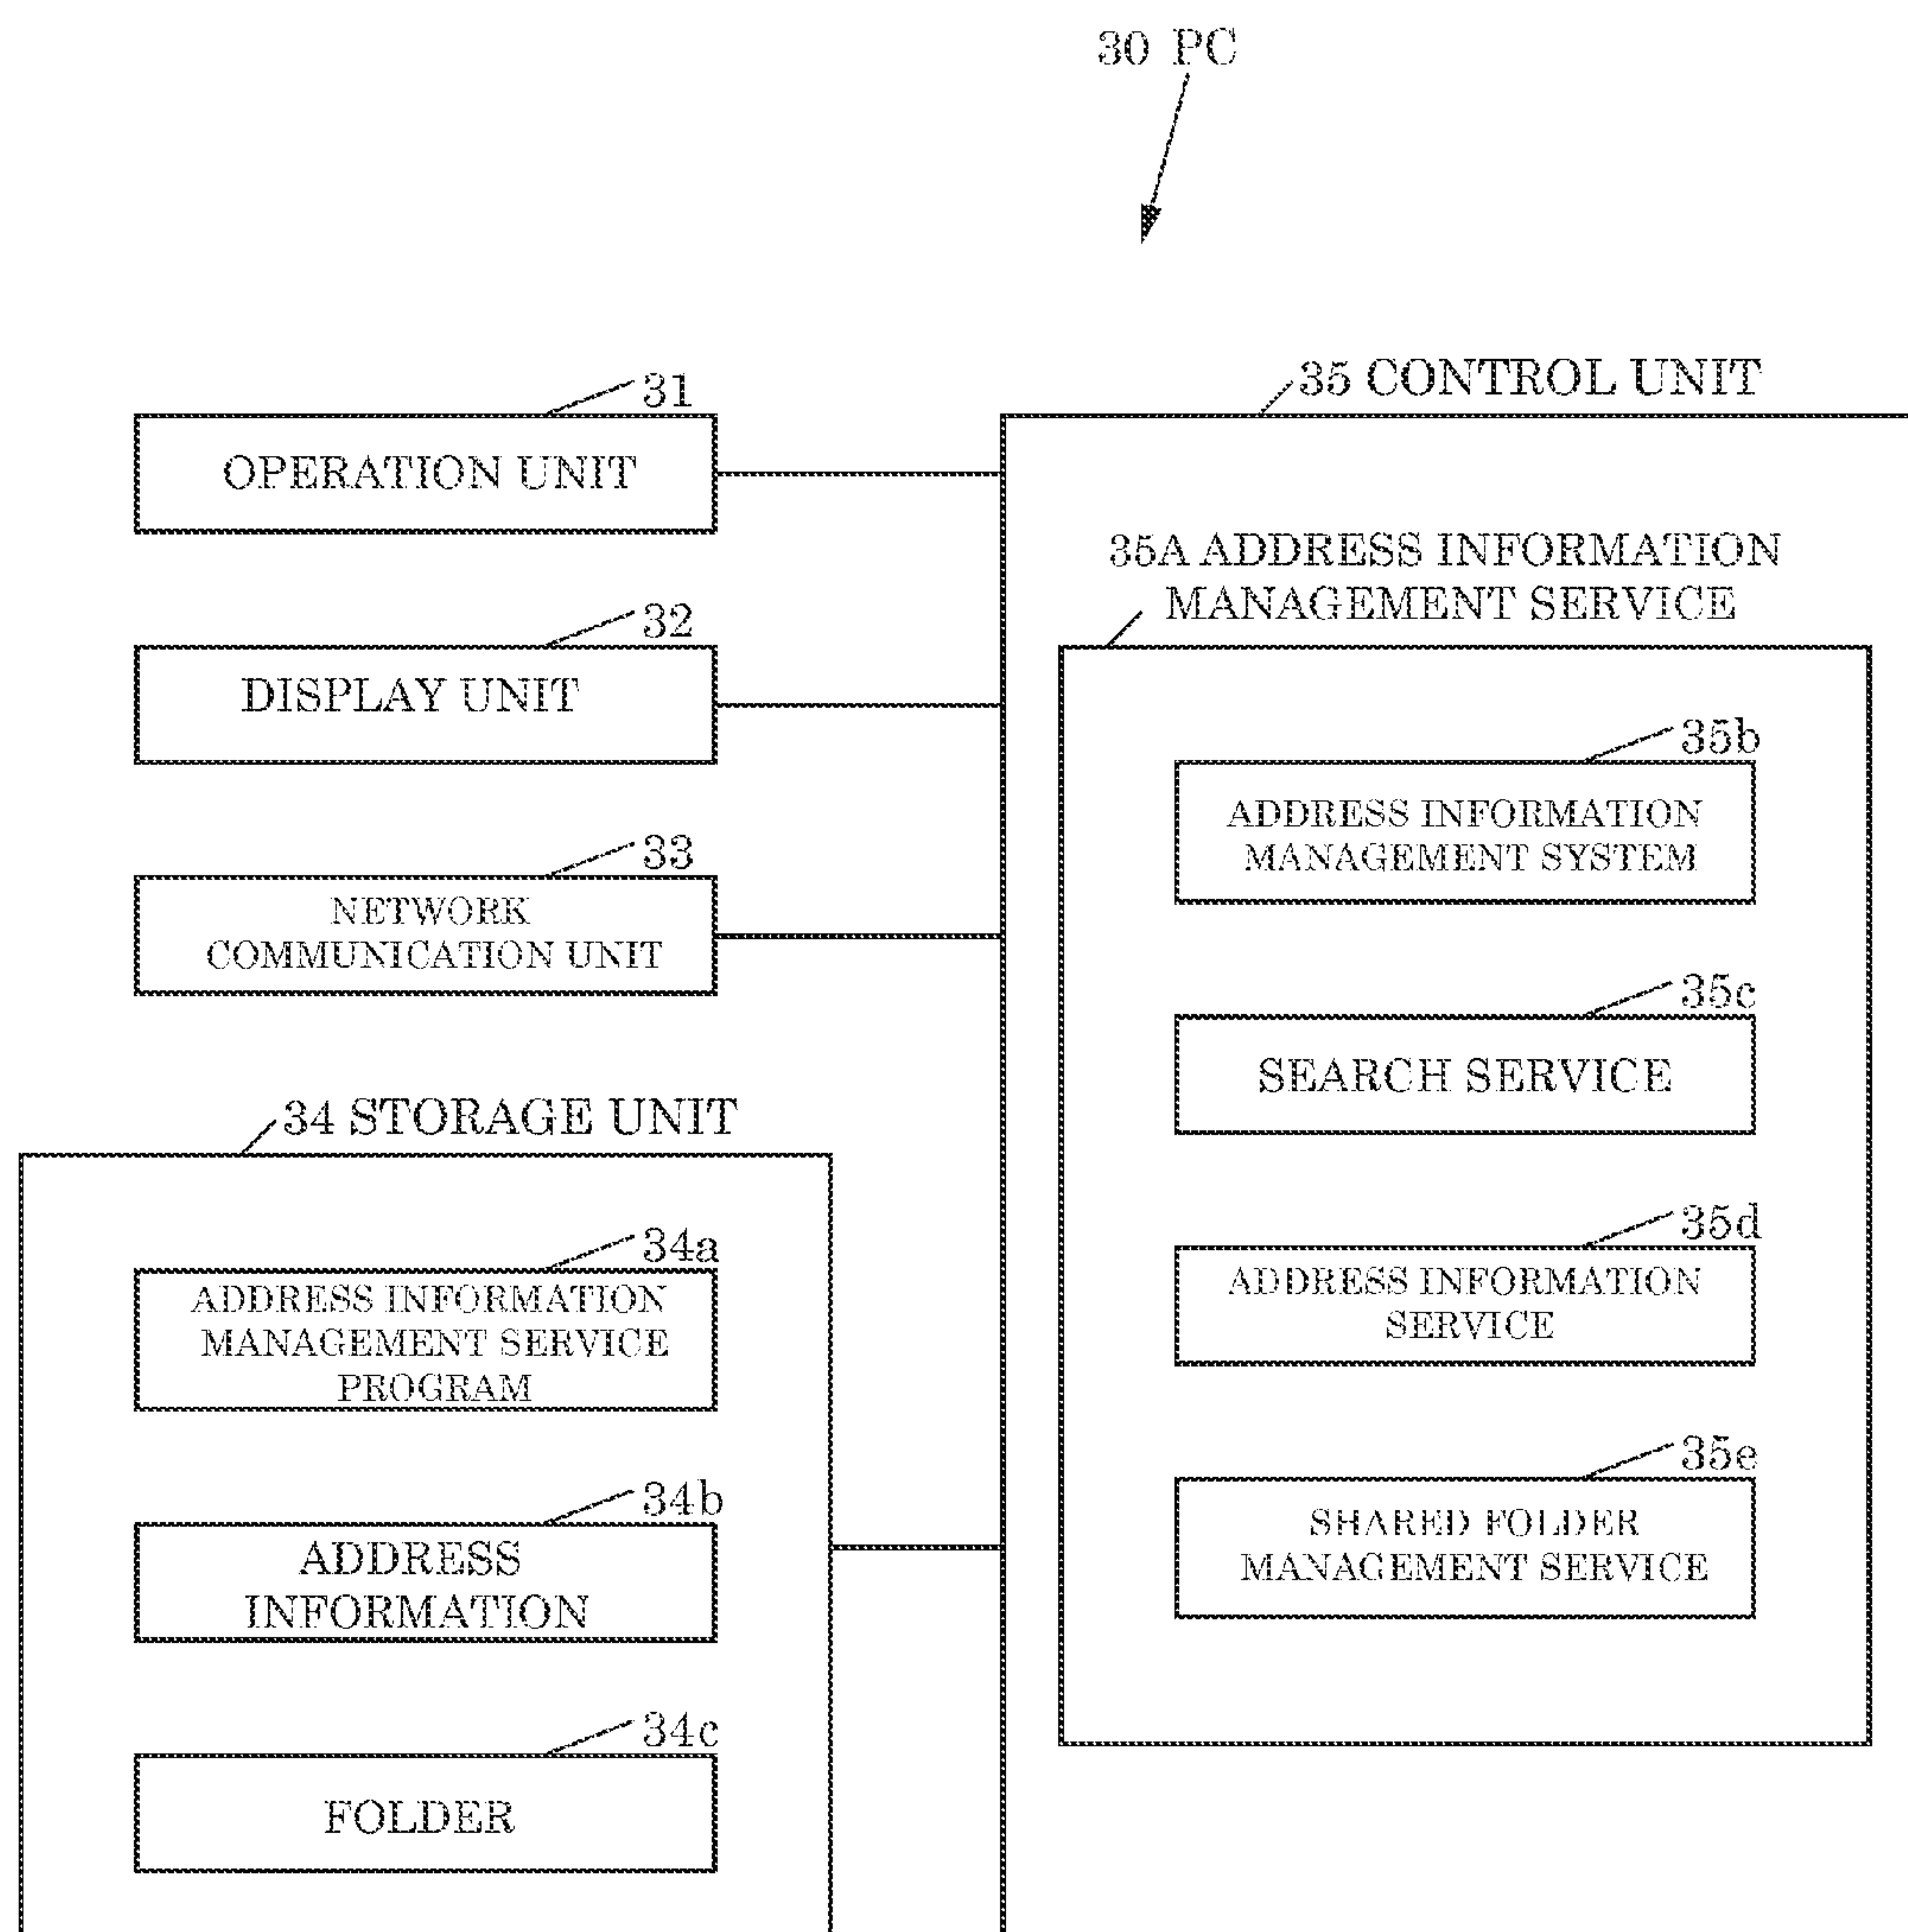 30 PC
31
OPERATION UNIT
32
DISPLAY UNIT
33
NETWORK
COMMUNICATION UNIT
34 STORAGE UNIT
34a
ADDRESS INFORMATION
MANAGEMENT SERVICE
PROGRAM
34b
ADDRESS
INFORMATION
34c
FOLDER
35 CONTROL UNIT
35A ADDRESS INFORMATION
MANAGEMENT SERVICE
35b
ADDRESS INFORMATION
MANAGEMENT SYSTEM
35c
SEARCH SERVICE
35d
ADDRESS INFORMATION
SERVICE
35e
SHARED FOLDER
MANAGEMENT SERVICE